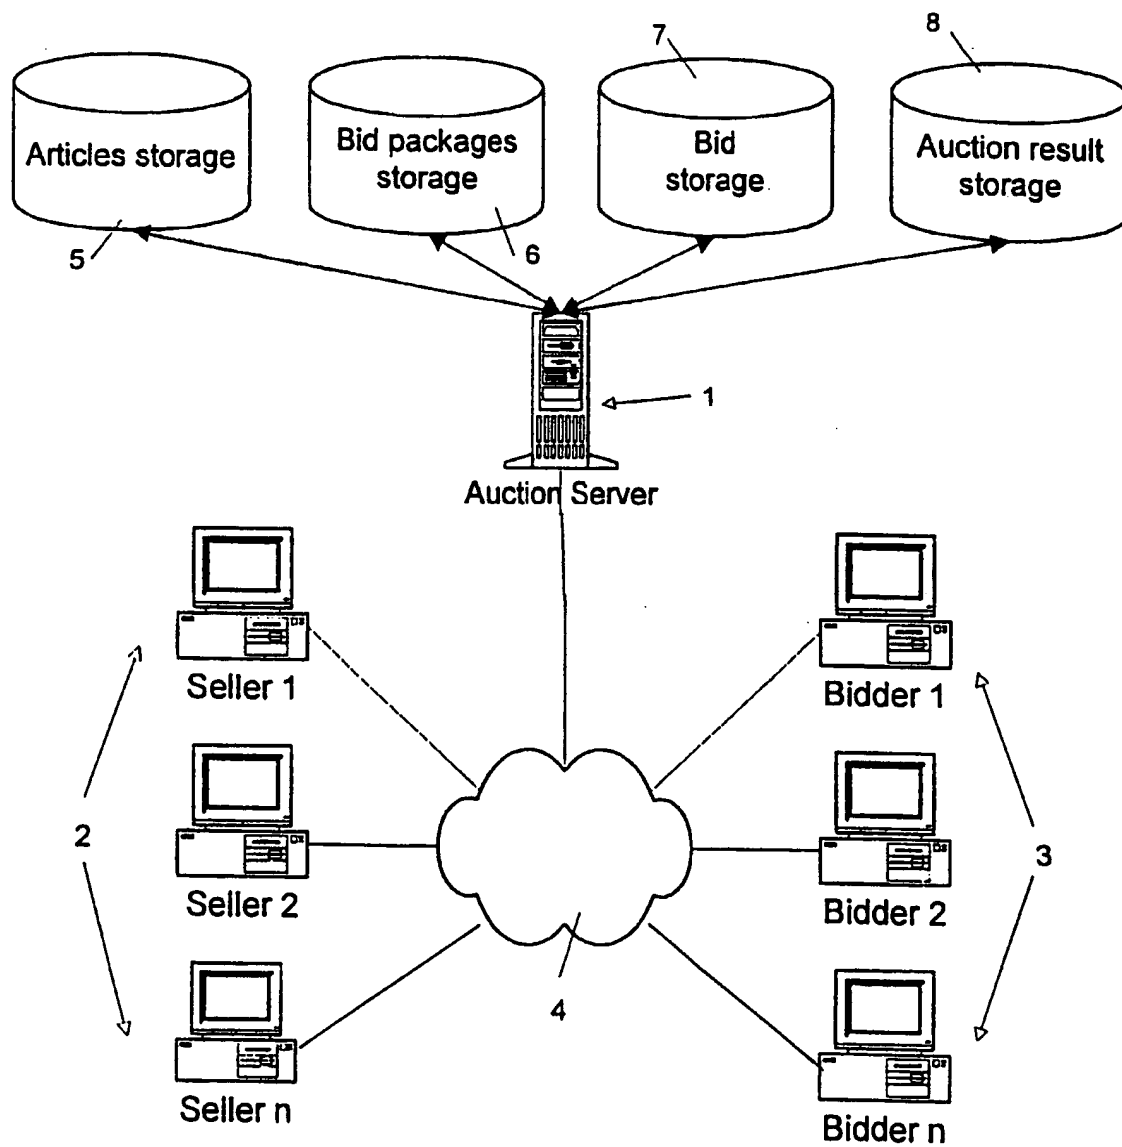 7
8
Articles storage
Bid packages
storage
Bid
storage
Auction result
storage
5
6
1
Auction Server
Seller 1
Bidder 1
2
3
Seller 2
Bidder 2
4
Seller n
Bidder n